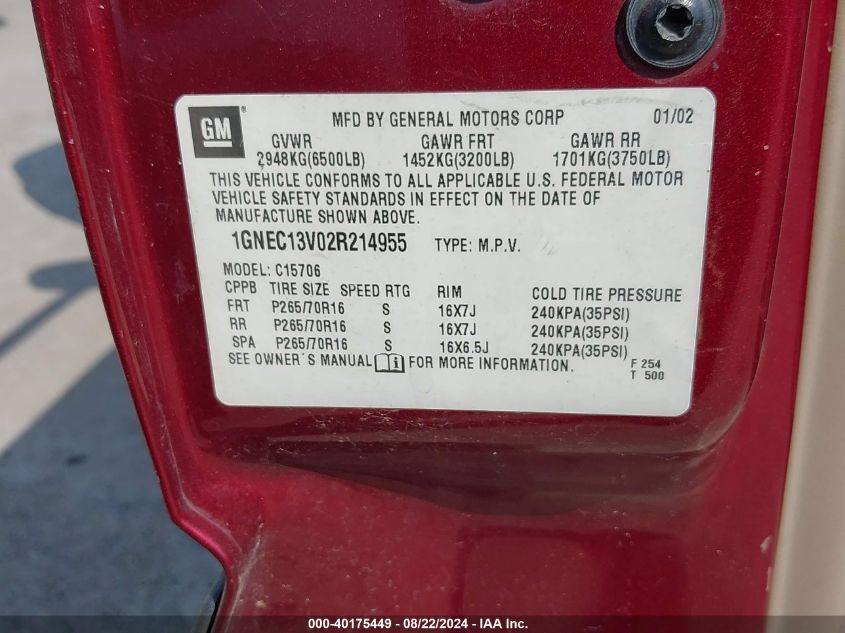 GM MFD BY GENERAL MOTORS CORP 01/02
GVWR GAWR FRT GAWR RR
2948KG(6500LB) 1452KG(3200LB) 1701KG(3750LB)
THIS VEHICLE CONFORMS TO ALL APPLICABLE U.S. FEDERAL MOTOR
VEHICLE SAFETY STANDARDS IN EFFECT ON THE DATE OF
MANUFACTURE SHOWN ABOVE.
1GNEC13V02R214955 TYPE: M.P.V.
MODEL: C15706
CPPB TIRE SIZE SPEED RTG RIM COLD TIRE PRESSURE
FRT P265/70R16 S 16X7J 240KPA(35PSI)
RR P265/70R16 S 16X7J 240KPA(35PSI)
SPA P265/70R16 S 16X6.5J 240KPA(35PSI)
SEE OWNER'S MANUAL FOR MORE INFORMATION. F 254
T 500
000-40175449 - 08/22/2024 - IAA Inc.